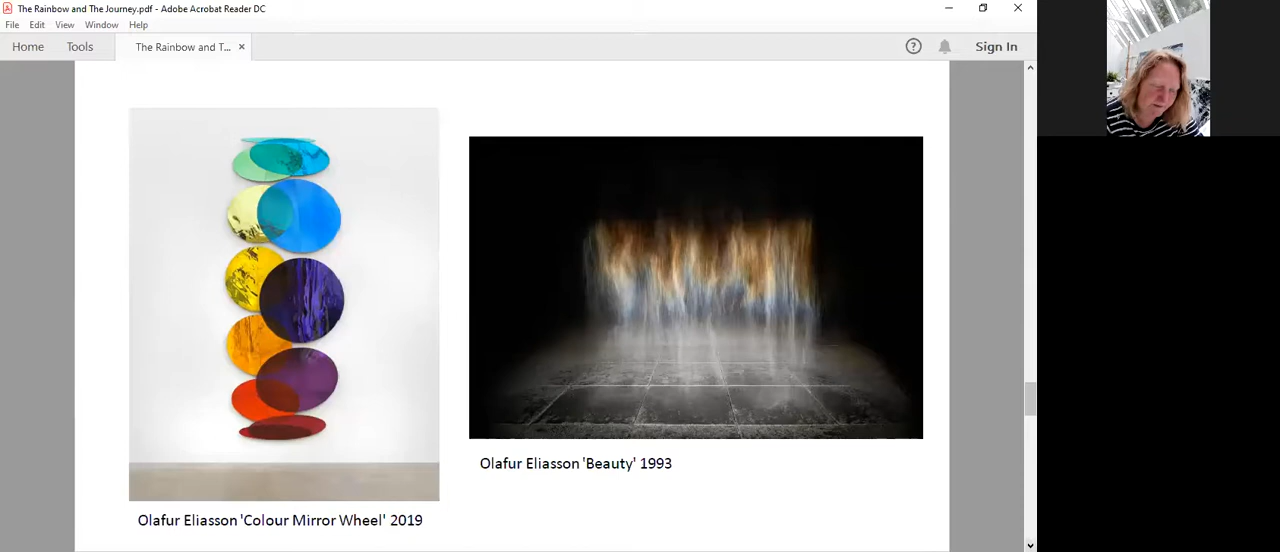 The Rainbow and The Journey.pdf - Adobe Acrobat Reader DC
File Edit View Window Help
Home Tools The Rainbow and T... × ? Sign In
Olafur Eliasson 'Beauty' 1993
Olafur Eliasson 'Colour Mirror Wheel' 2019